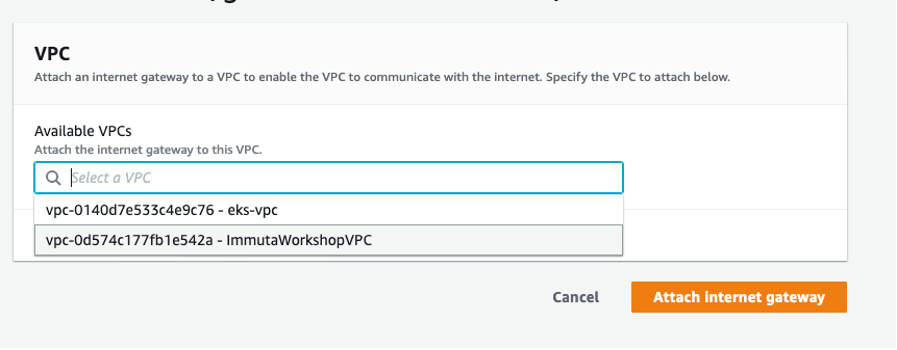 VPC
Attach an internet gateway to a VPC to enable the VPC to communicate with the internet. Specify the VPC to attach below.
Available VPCs
Attach the internet gateway to this VPC.
Select a VPC
vpc-0140d7e533c4e9c76 - eks-vpc
vpc-0d574c177fb1e542a - ImmutaWorkshopVPC
Cancel
Attach internet gateway